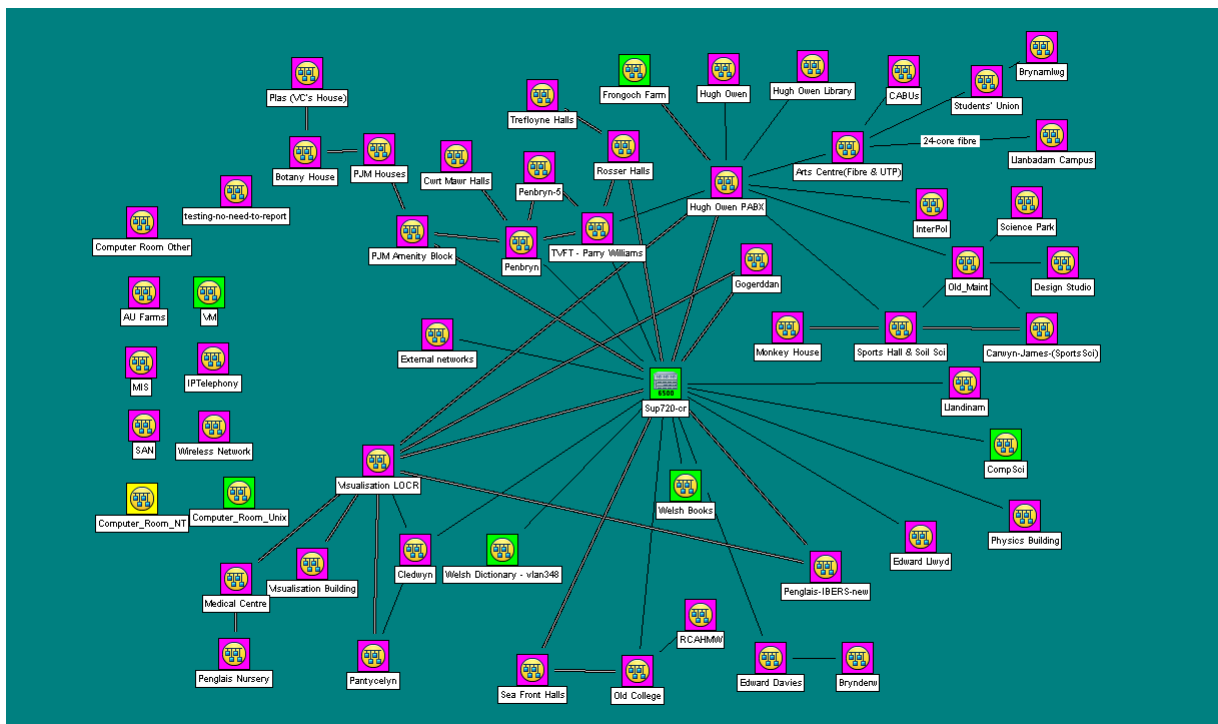 Brynamlwg
Plas (VC's House)
Frongoch Farm
Hugh Owen
Hugh Owen Library
CABUs
Students' Union
Trefloyne Halls
24-core fibre
Llanbadarn Campus
Botany House
PJM Houses
Cwrt Mawr Halls
Penbryn-5
Rosser Halls
Arts Centre(Fibre & UTP)
testing-no-need-to-report
Hugh Owen PABX
InterPol
Science Park
Computer Room Other
PJM Amenity Block
Penbryn
TVFT - Parry Williams
Gogerddan
Old_Maint
Design Studio
AU Farms
VM
External networks
Monkey House
Sports Hall & Soil Sci
Carwyn-James-(SportsSci)
MIS
IPTelephony
6500
Sup720-cr
Llandinam
SAN
Wireless Network
CompSci
Visualisation LOCR
Welsh Books
Computer_Room_NT
Computer_Room_Unix
Physics Building
Edward Llwyd
Visualisation Building
Cledwyn
Welsh Dictionary - vlan348
Penglais-IBERS-new
Medical Centre
RCAHMW
Penglais Nursery
Pantycelyn
Sea Front Halls
Old College
Edward Davies
Brynderw